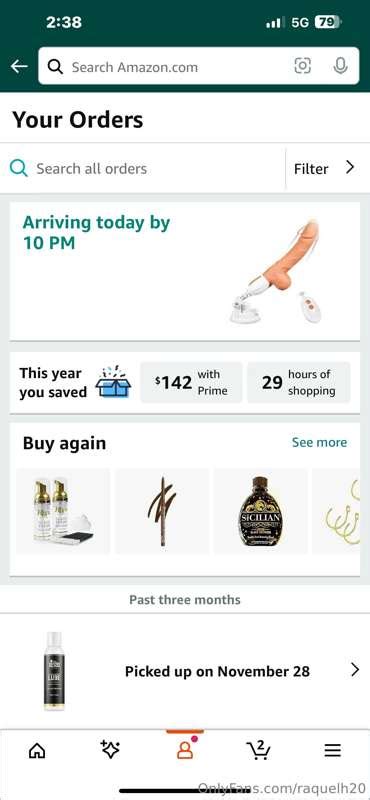 2:38
5G 79
Search Amazon.com
Your Orders
Search all orders
Filter
Arriving today by
10 PM
This year
you saved
$142 with
Prime
29 hours of
shopping
Buy again
See more
SICILIAN
Past three months
LUBE
Picked up on November 28
2
OnlyFans.com/raquelh20